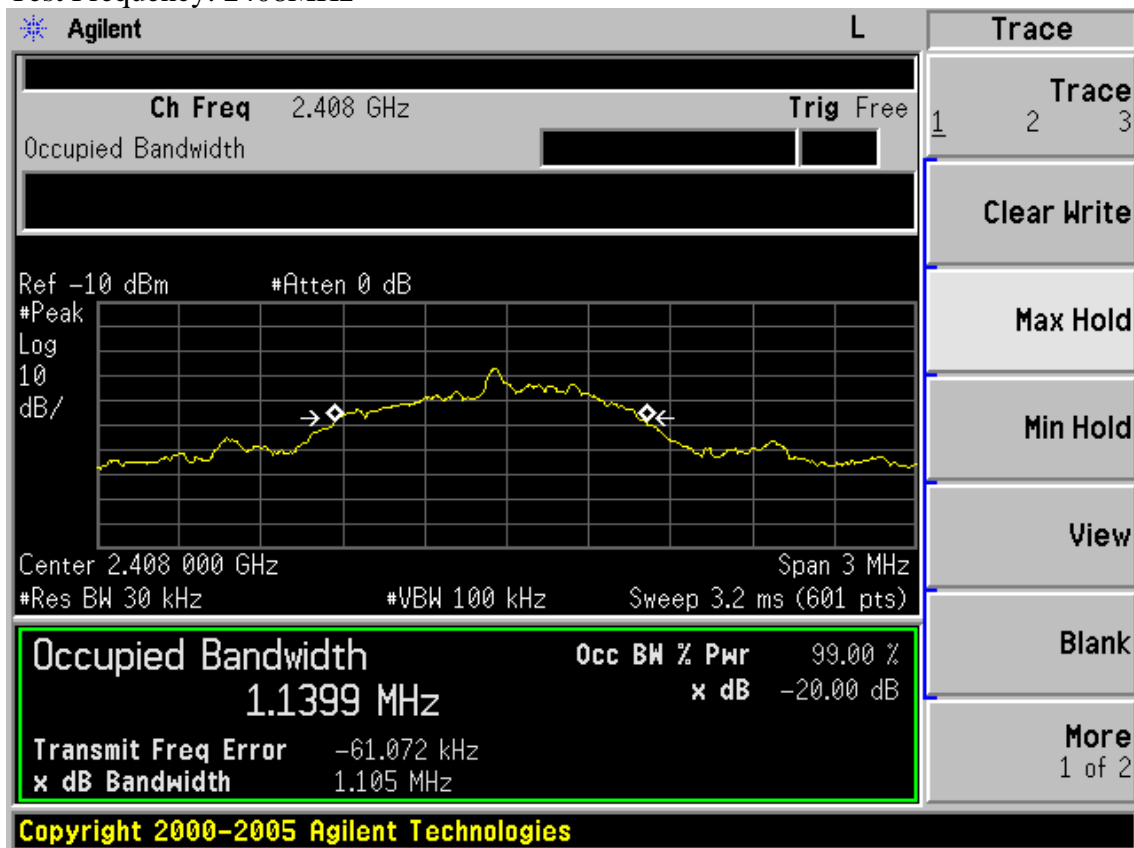 Agilent L Trace
Ch Freq 2.408 GHz Trig Free
Occupied Bandwidth
Trace
1 2 3
Clear Write
Ref -10 dBm #Atten 0 dB
#Peak
Log
10
dB/
Max Hold
Min Hold
View
Center 2.408 000 GHz Span 3 MHz
#Res BW 30 kHz #VBW 100 kHz Sweep 3.2 ms (601 pts)
Occupied Bandwidth Occ BW % Pwr 99.00 %
1.1399 MHz x dB -20.00 dB
Blank
Transmit Freq Error -61.072 kHz
x dB Bandwidth 1.105 MHz
More
1 of 2
Copyright 2000-2005 Agilent Technologies